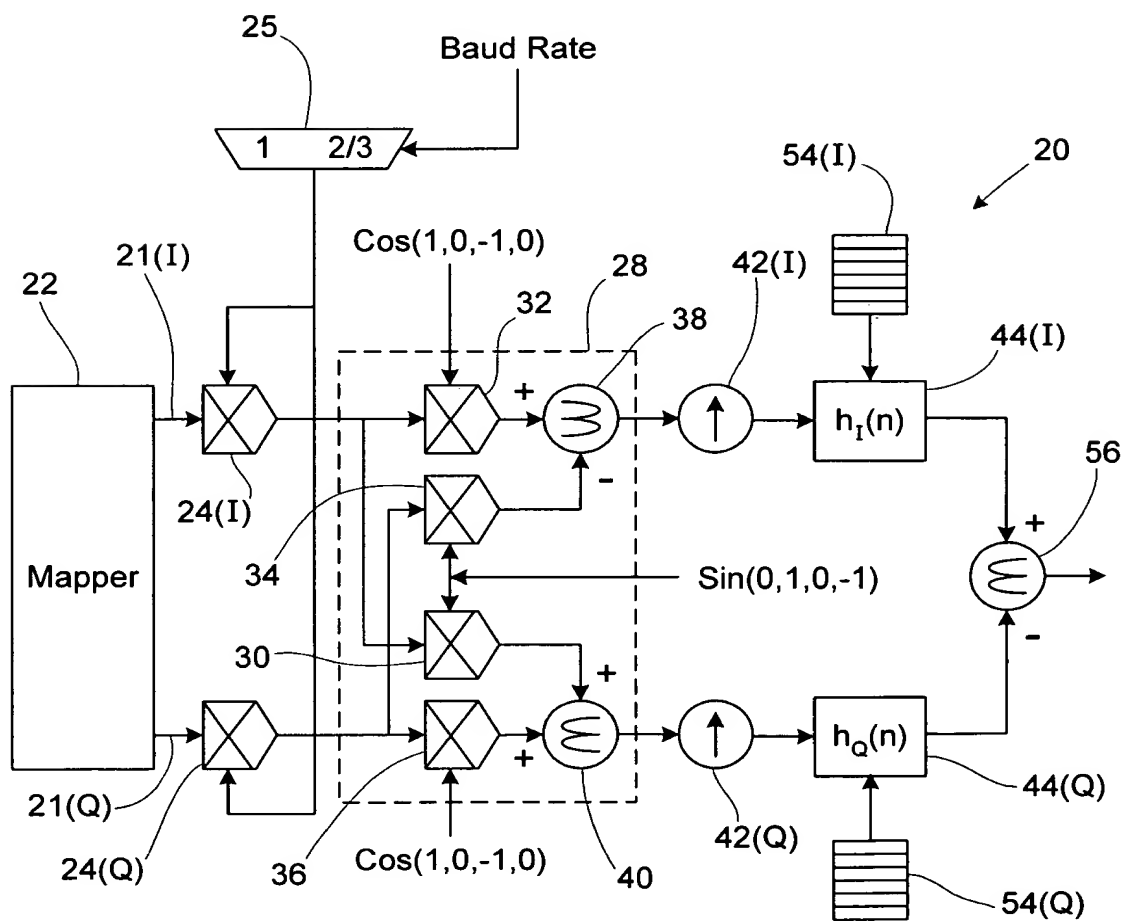 25
Baud Rate
1 2/3
54(I)
20
Cos(1,0,-1,0)
21(I)
28
42(I)
22
32
38
44(I)
+
h_I(n)
56
-
24(I)
+
34
Mapper
Sin(0,1,0,-1)
30
-
+
h_Q(n)
+
21(Q)
44(Q)
42(Q)
24(Q)
36
Cos(1,0,-1,0)
40
54(Q)